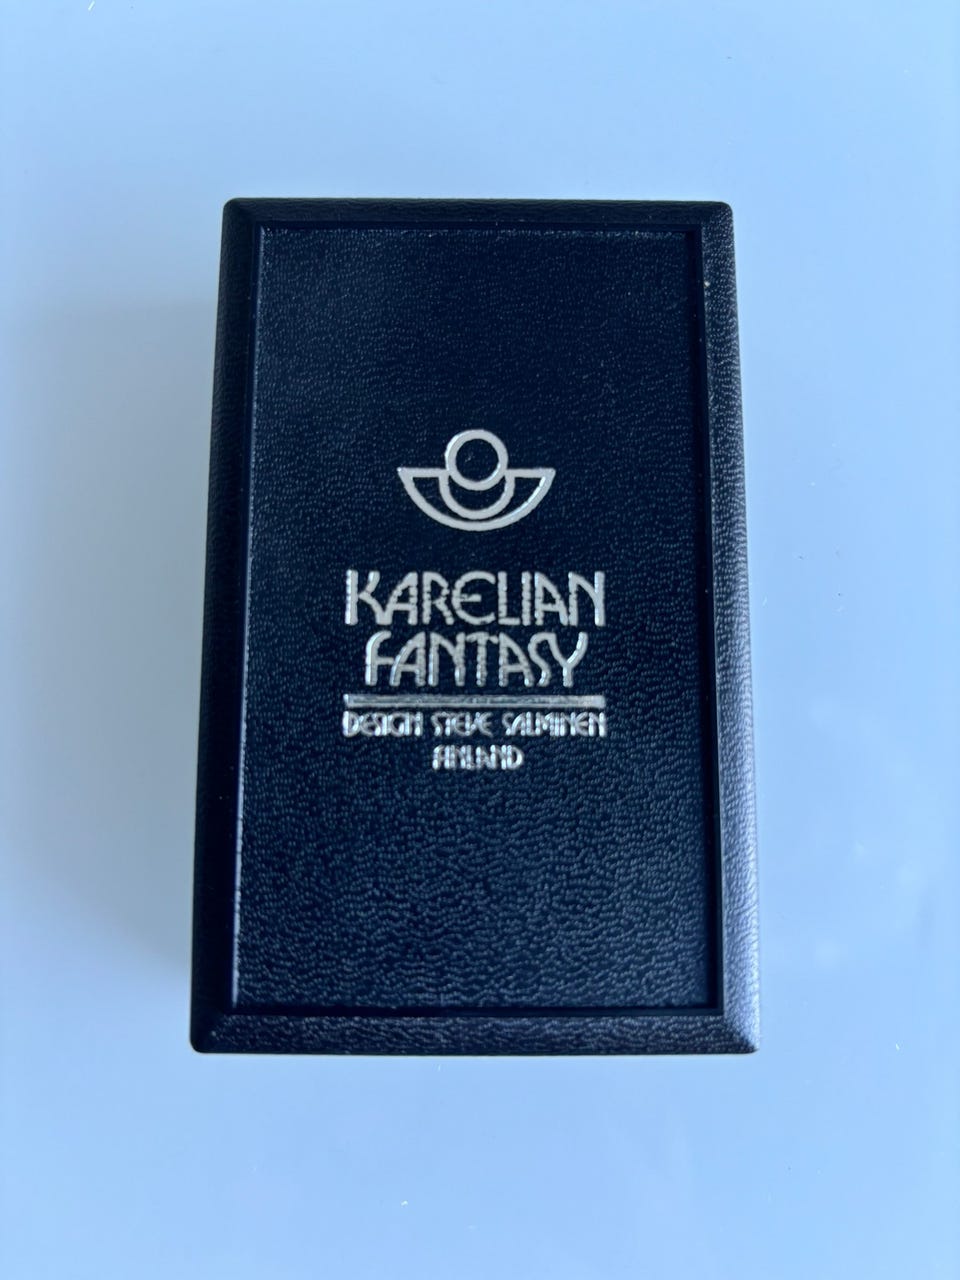 KARELIAN
FANTASY
DESIGN STEVE SALMINEN
FINLAND